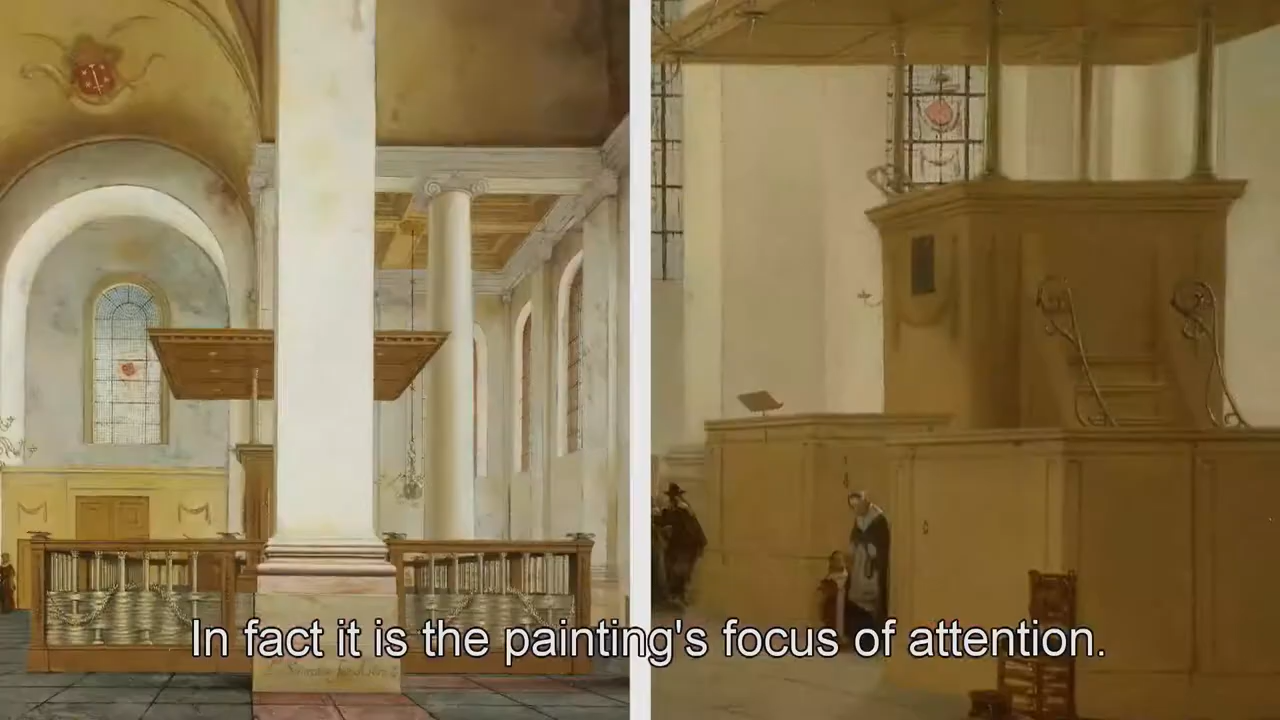 In fact it is the painting's focus of attention.